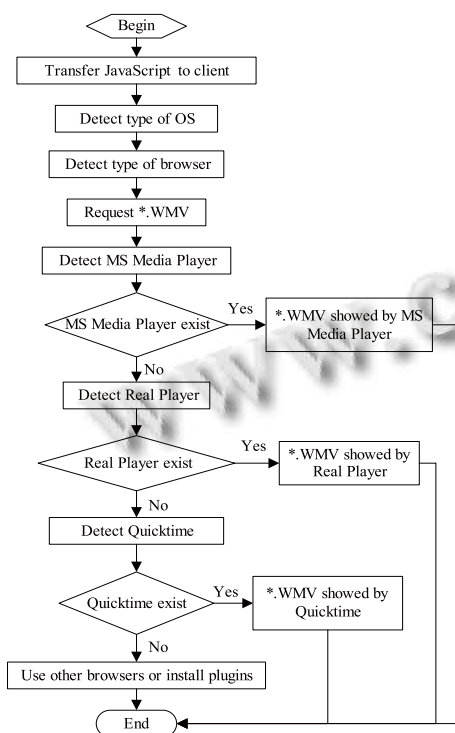 Begin
Transfer JavaScript to client
Detect type of OS
Detect type of browser
Request *.WMV
Detect MS Media Player
MS Media Player exist
Yes
*.WMV showed by MS
Media Player
No
Detect Real Player
Real Player exist
Yes
*.WMV showed by
Real Player
No
Detect Quicktime
Quicktime exist
Yes
*.WMV showed by
Quicktime
No
Use other browsers or install plugins
End
www.c